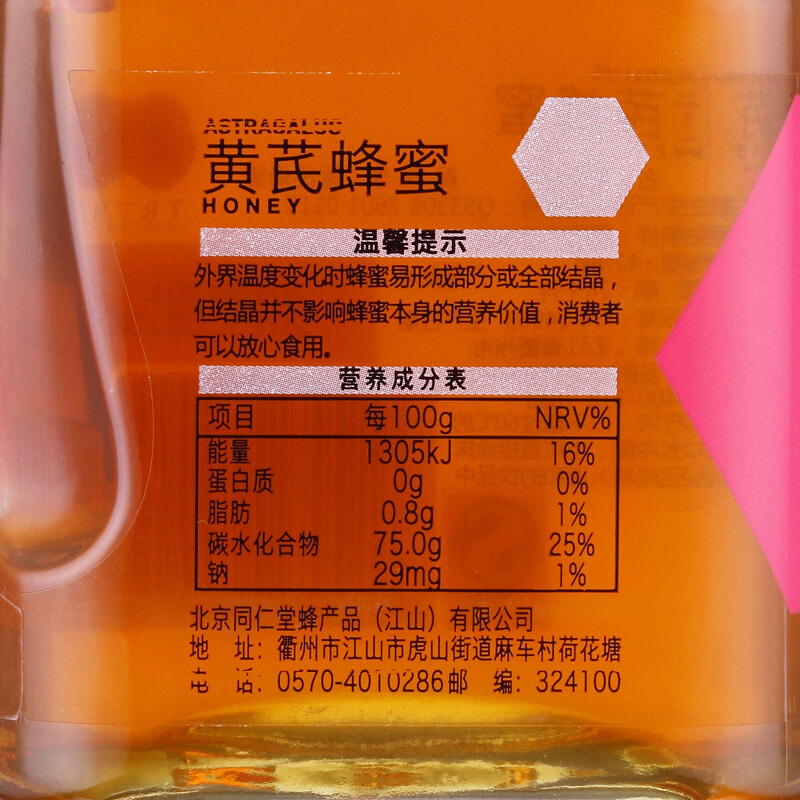 ASTRAGALUS
黄芪蜂蜜
HONEY
温馨提示
外界温度变化时蜂蜜易形成部分或全部结晶，
但结晶并不影响蜂蜜本身的营养价值，消费者
可以放心食用。
营养成分表
项目 每100g NRV%
能量 1305kJ 16%
蛋白质 0g 0%
脂肪 0.8g 1%
碳水化合物 75.0g 25%
钠 29mg 1%
北京同仁堂蜂产品（江山）有限公司
地 址：衢州市江山市虎山街道麻车村荷花塘
电 话：0570-4010286邮 编：324100